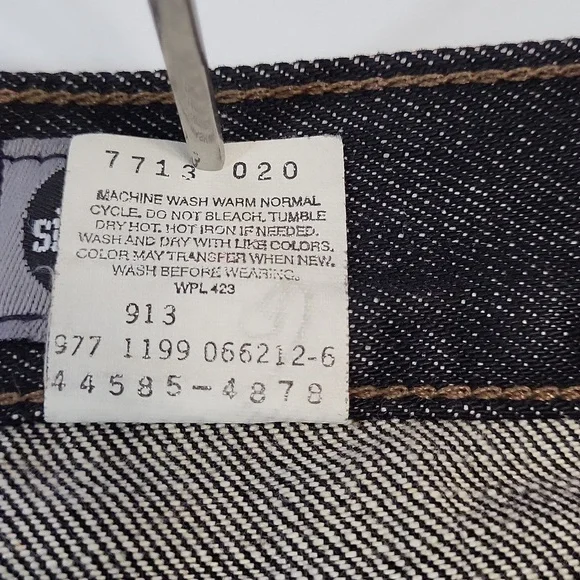 7713 020
MACHINE WASH WARM NORMAL
CYCLE. DO NOT BLEACH. TUMBLE
DRY HOT. HOT IRON IF NEEDED.
WASH AND DRY WITH LIKE COLORS.
COLOR MAY TRANSFER WHEN NEW.
WASH BEFORE WEARING.
WPL 423
913
977 1199 066212-6
44585-4878